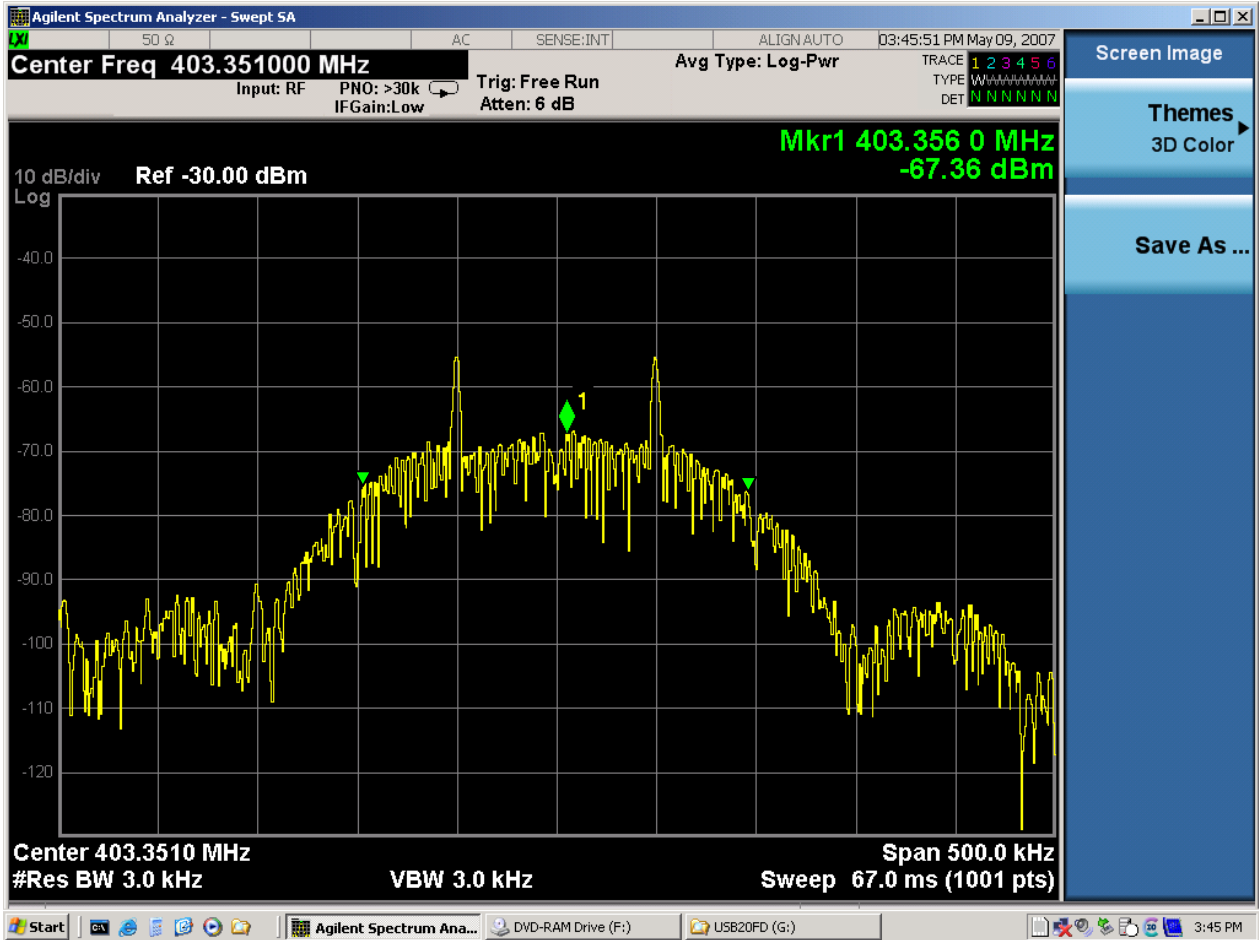 Agilent Spectrum Analyzer - Swept SA
LXI 50 Ω AC SENSE:INT ALIGN AUTO 03:45:51 PM May 09, 2007
Center Freq 403.351000 MHz
Input: RF PNO: >30k Trig: Free Run Avg Type: Log-Pwr TRACE 1 2 3 4 5 6
IFGain:Low Atten: 6 dB TYPE W
DET N N N N N N
Mkr1 403.356 0 MHz
-67.36 dBm
10 dB/div Ref -30.00 dBm
Log
-40.0
-50.0
-60.0
1
-70.0
-80.0
-90.0
-100
-110
-120
Center 403.3510 MHz Span 500.0 kHz
#Res BW 3.0 kHz VBW 3.0 kHz Sweep 67.0 ms (1001 pts)
Screen Image
Themes
3D Color
Save As ...
Start Agilent Spectrum Ana... DVD-RAM Drive (F:) USB20FD (G:) 3:45 PM